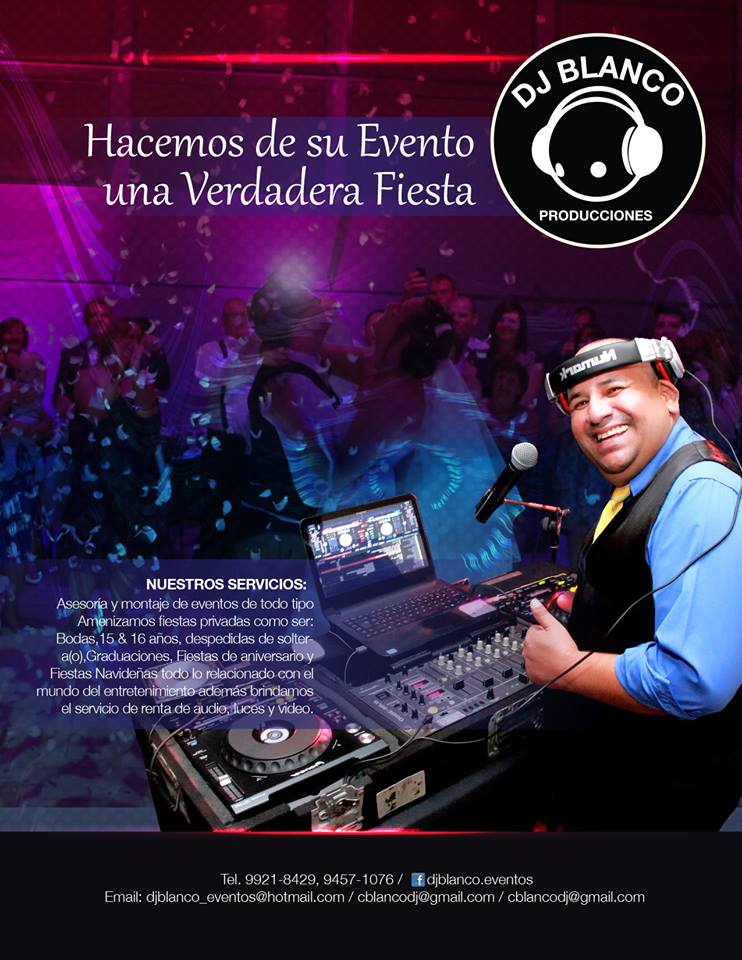 DJ BLANCO
PRODUCCIONES
Hacemos de su Evento
una Verdadera Fiesta
Numark
NUESTROS SERVICIOS:
Asesoría y montaje de eventos de todo tipo
Amenizamos fiestas privadas como ser:
Bodas,15 & 16 años, despedidas de solter-
a(o),Graduaciones, Fiestas de aniversario y
Fiestas Navideñas todo lo relacionado con el
mundo del entretenimiento además brindamos
el servicio de renta de audio, luces y video.
Tel. 9921-8429, 9457-1076 / f djblanco.eventos
Email: djblanco_eventos@hotmail.com / cblancodj@gmail.com / cblancodj@gmail.com